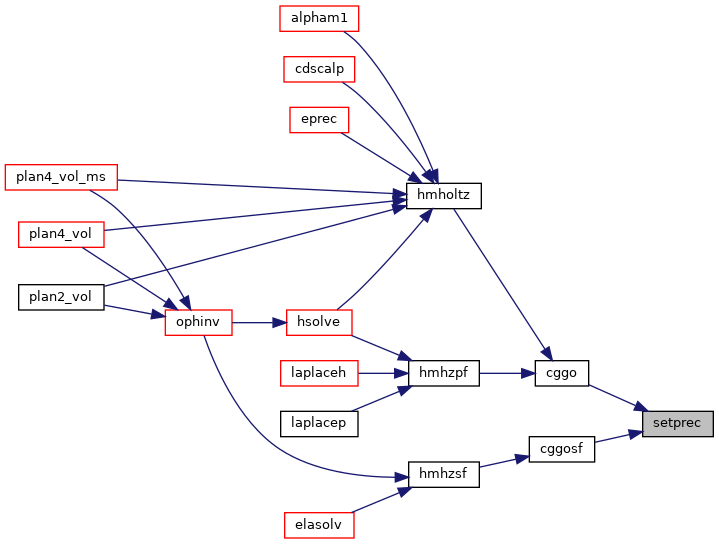 alpham1
cdscalp
eprec
plan4_vol_ms
hmholtz
plan4_vol
plan2_vol
ophinv
hsolve
laplaceh
hmhzpf
cggo
laplacep
setprec
cggosf
hmhzsf
elasolv